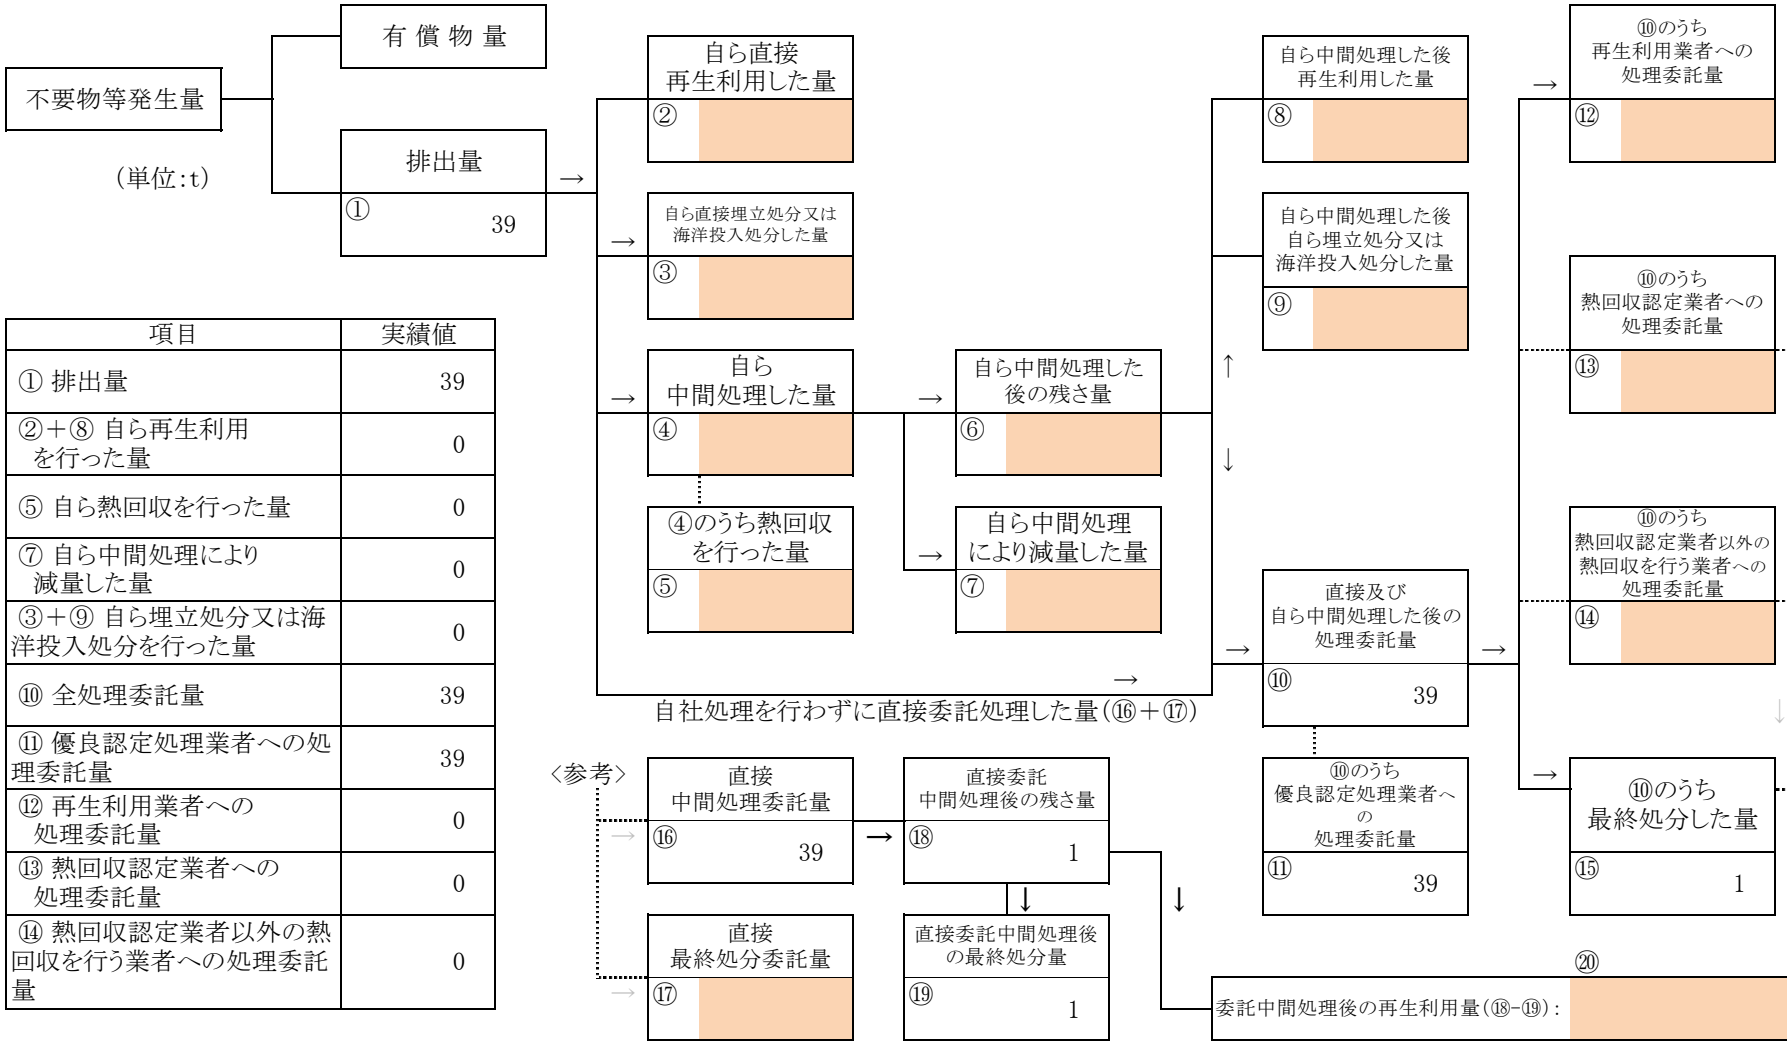 有 償 物 量
不要物等発生量
(単位:t)
排出量
①
39
→
自ら直接
再生利用した量
②
→
自ら直接埋立処分又は
海洋投入処分した量
③
→
自ら
中間処理した量
④
④のうち熱回収
を行った量
⑤
→
自ら中間処理した
後の残さ量
⑥
→
自ら中間処理
により減量した量
⑦
自ら中間処理した後
再生利用した量
⑧
自ら中間処理した後
自ら埋立処分又は
海洋投入処分した量
⑨
↑
↓
→
自社処理を行わずに直接委託処理した量(⑯+⑰)
→
直接及び
自ら中間処理した後の
処理委託量
⑩
39
⑩のうち
優良認定処理業者へ
の
処理委託量
⑪
39
→
→
⑩のうち
再生利用業者への
処理委託量
⑫
⑩のうち
熱回収認定業者への
処理委託量
⑬
⑩のうち
熱回収認定業者以外の
熱回収を行う業者への
処理委託量
⑭
↓
→
⑩のうち
最終処分した量
⑮
1
項目 実績値
① 排出量 39
②+⑧ 自ら再生利用
を行った量 0
⑤ 自ら熱回収を行った量 0
⑦ 自ら中間処理により
減量した量 0
③+⑨ 自ら埋立処分又は海
洋投入処分を行った量 0
⑩ 全処理委託量 39
⑪ 優良認定処理業者への処
理委託量 39
⑫ 再生利用業者への
処理委託量 0
⑬ 熱回収認定業者への
処理委託量 0
⑭ 熱回収認定業者以外の熱
回収を行う業者への処理委託
量 0
<参考>
→
直接
中間処理委託量
⑯
39
→
直接委託
中間処理後の残さ量
⑱
1
↓
↓
→
直接
最終処分委託量
⑰
直接委託中間処理後
の最終処分量
⑲
1
⑳
委託中間処理後の再生利用量(⑱-⑲):